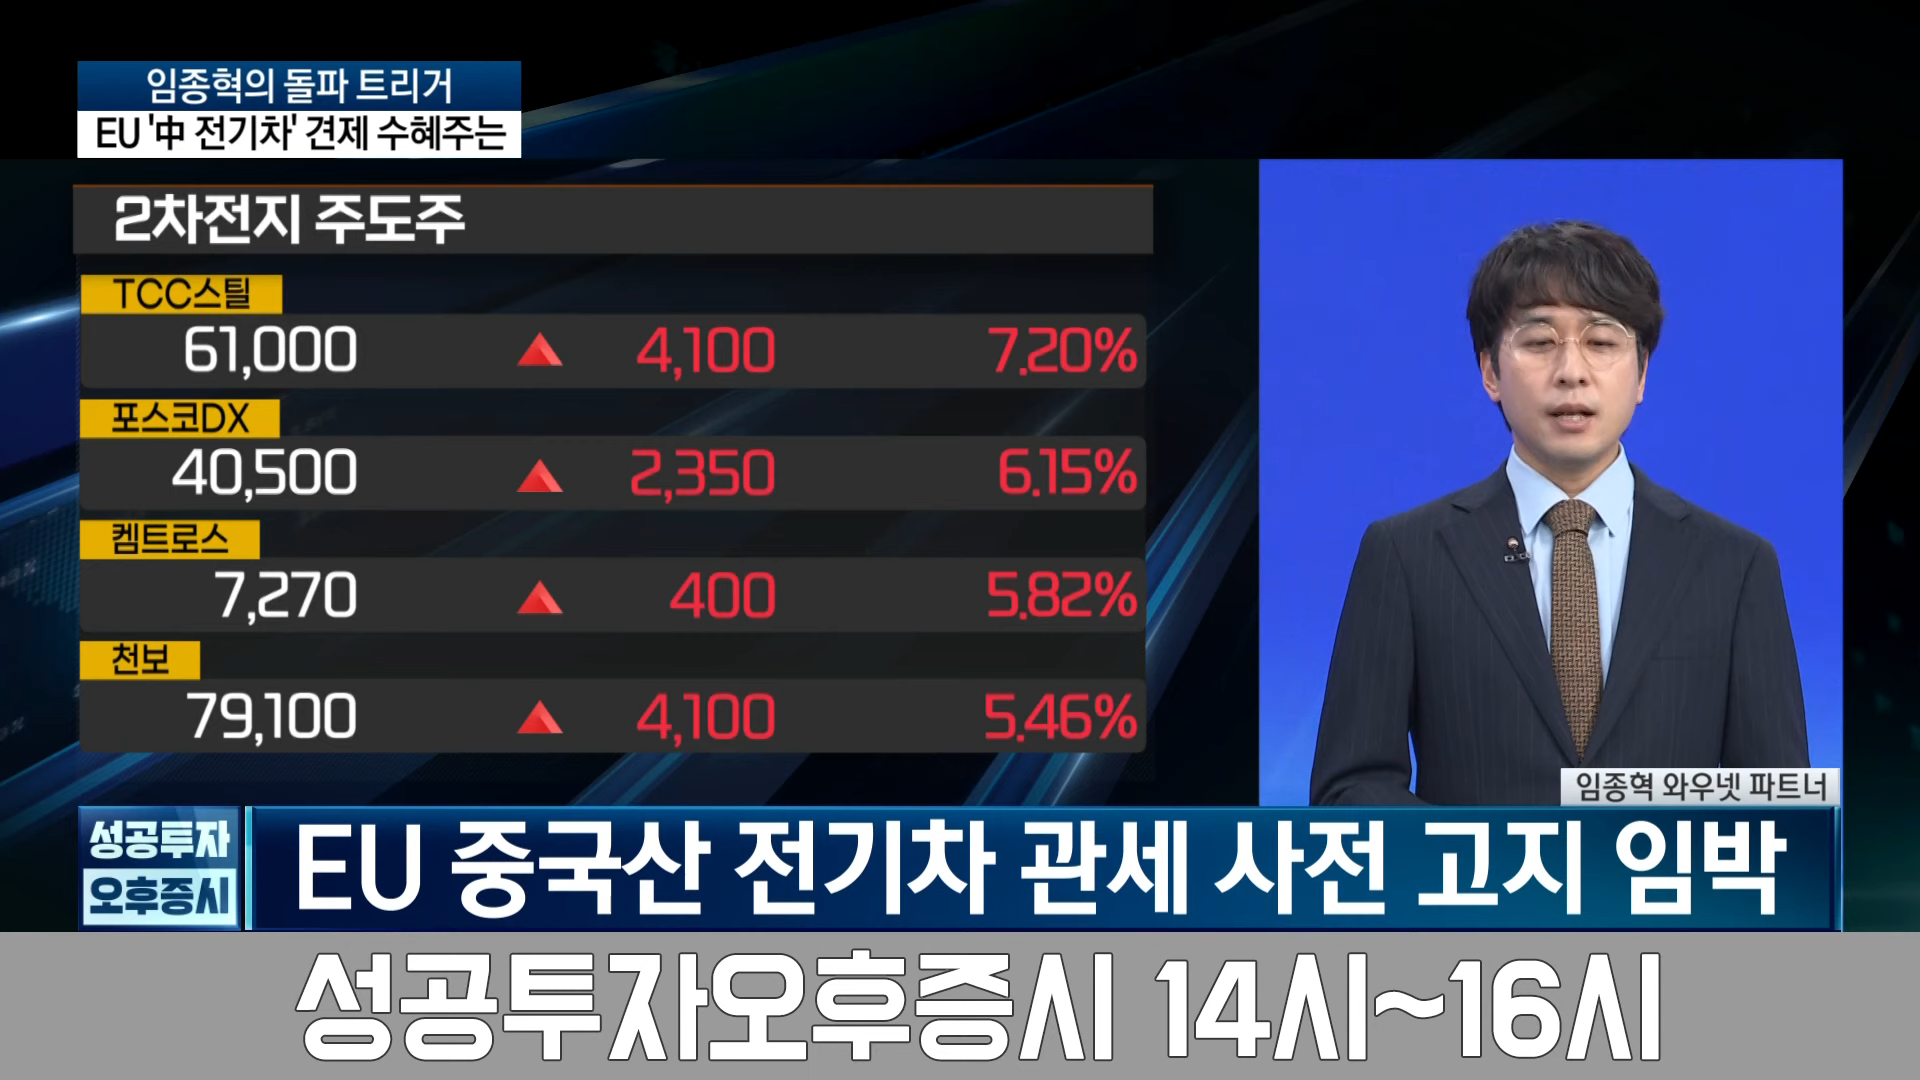 임종혁의 돌파 트리거
EU '中 전기차' 견제 수혜주는
2차전지 주도주
TCC스틸
61,000 ▲ 4,100 7.20%
포스코DX
40,500 ▲ 2,350 6.15%
켐트로스
7,270 ▲ 400 5.82%
천보
79,100 ▲ 4,100 5.46%
임종혁 와우넷 파트너
성공투자
오후증시
EU 중국산 전기차 관세 사전 고지 임박
성공투자오후증시 14시~16시